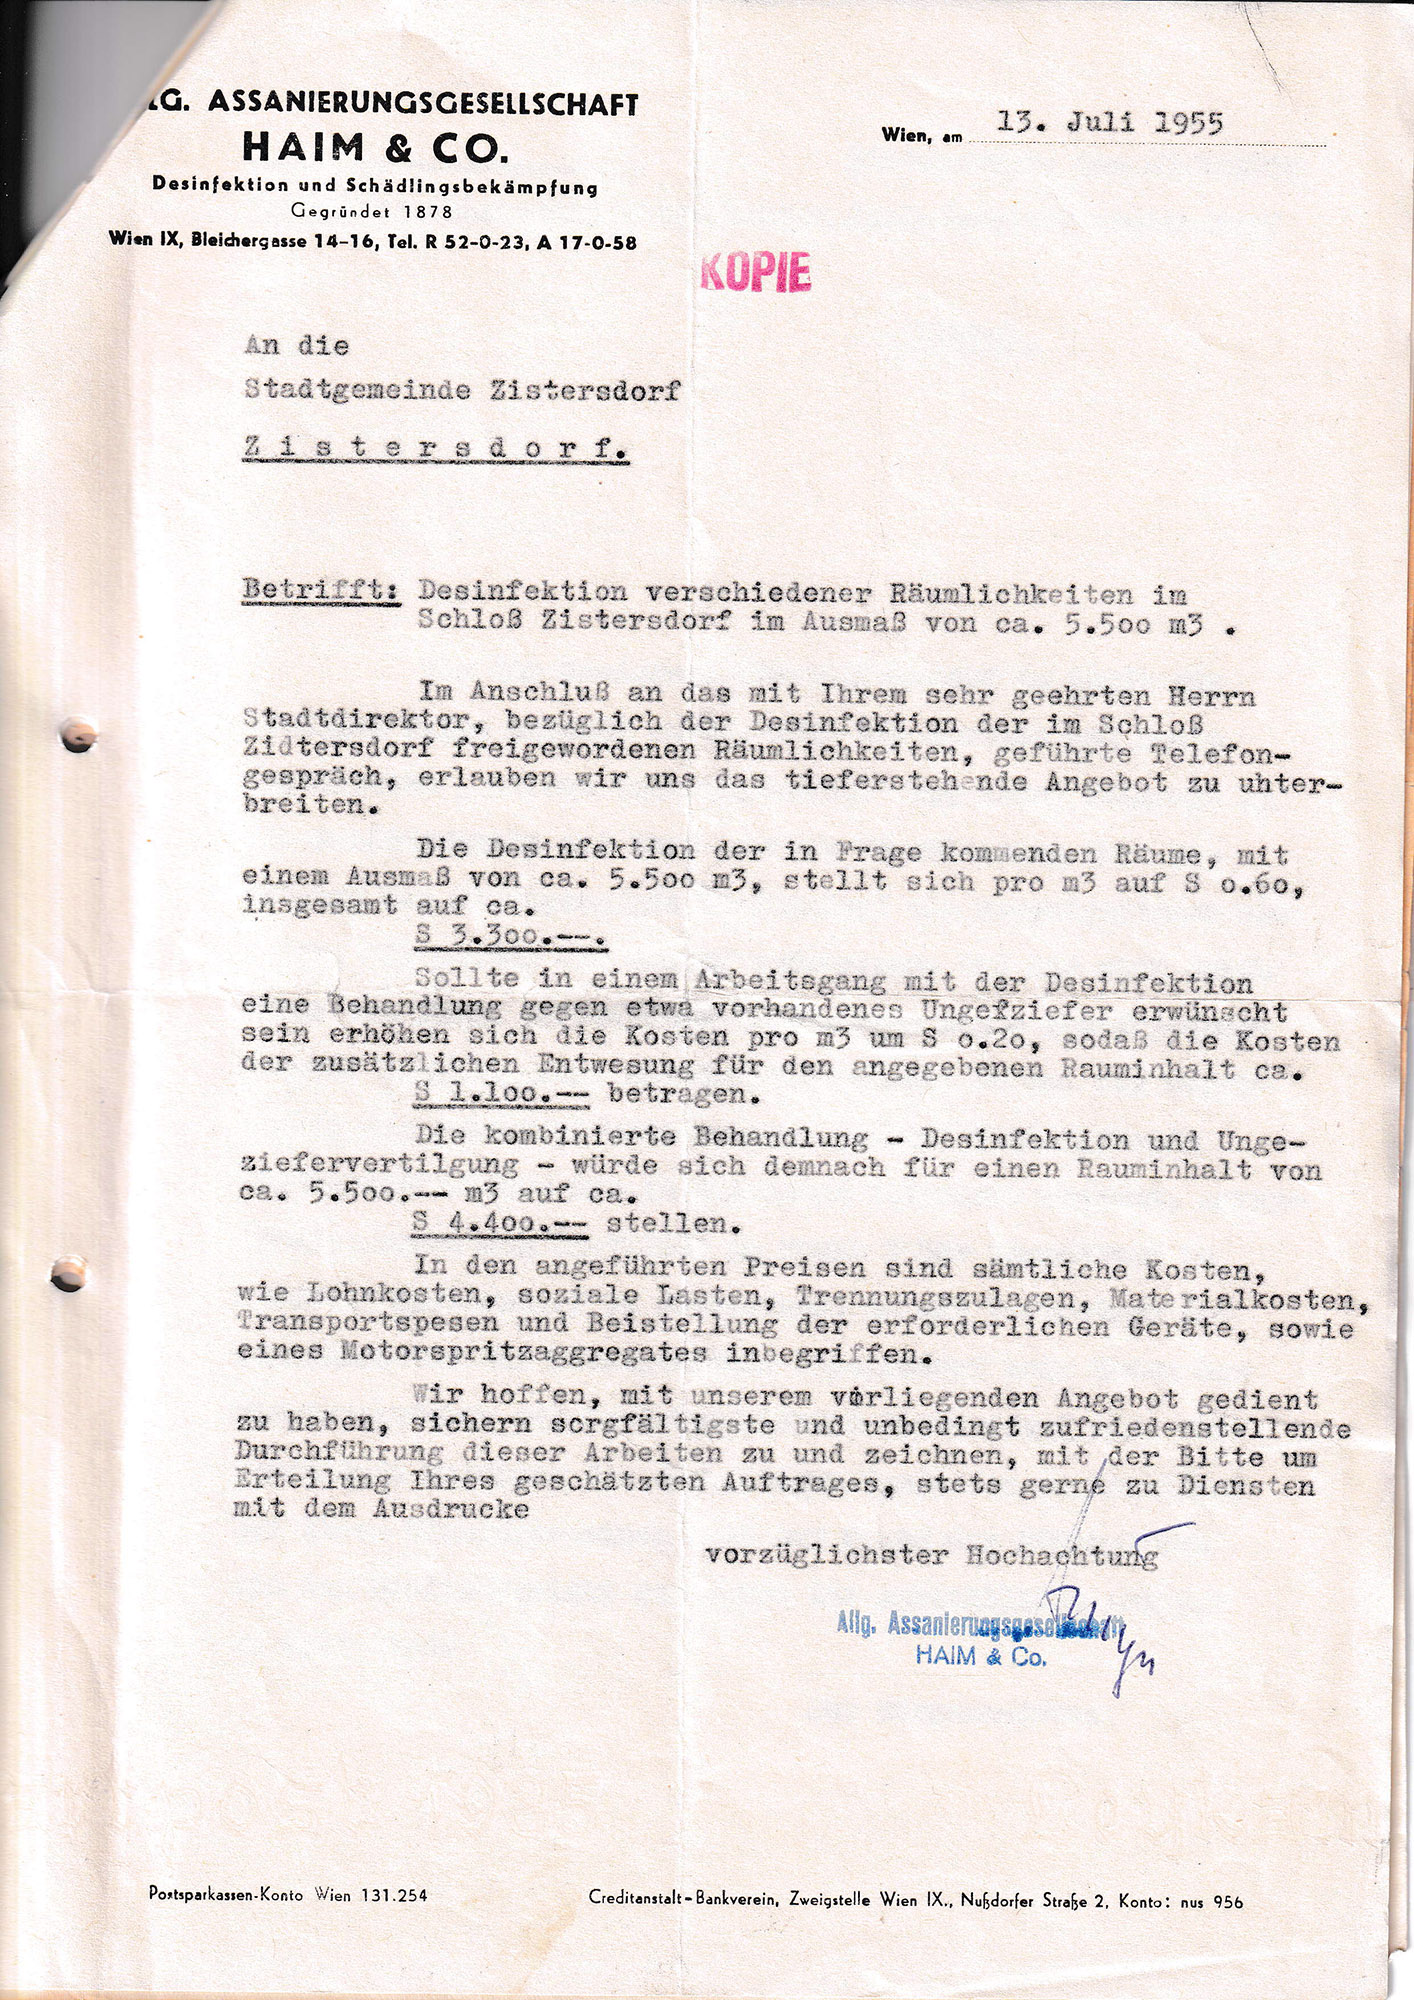 LG. ASSANIERUNGSGESELLSCHAFT
HAIM & CO.
Desinfektion und Schädlingsbekämpfung
Gegründet 1878
Wien IX, Bleichergasse 14-16, Tel. R 52-0-23, A 17-0-58
Wien, am 13. Juli 1955
KOPIE
An die
Stadtgemeinde Zistersdorf
Z i s t e r s d o r f.
Betrifft: Desinfektion verschiedener Räumlichkeiten im
Schloß Zistersdorf im Ausmaß von ca. 5.500 m3 .
Im Anschluß an das mit Ihrem sehr geehrten Herrn
Stadtdirektor, bezüglich der Desinfektion der im Schloß
Zidtersdorf freigewordenen Räumlichkeiten, geführte Telefon-
gespräch, erlauben wir uns das tieferstehende Angebot zu uhter-
breiten.
Die Desinfektion der in Frage kommenden Räume, mit
einem Ausmaß von ca. 5.500 m3, stellt sich pro m3 auf S 0.60,
insgesamt auf ca.
S 3.300.--.
Sollte in einem Arbeitsgang mit der Desinfektion
eine Behandlung gegen etwa vorhandenes Ungefziefer erwünscht
sein erhöhen sich die Kosten pro m3 um S 0.20, sodaß die Kosten
der zusätzlichen Entwesung für den angegebenen Rauminhalt ca.
S 1.100.-- betragen.
Die kombinierte Behandlung - Desinfektion und Unge-
ziefervertilgung - würde sich demnach für einen Rauminhalt von
ca. 5.500.-- m3 auf ca.
S 4.400.-- stellen.
In den angeführten Preisen sind sämtliche Kosten,
wie Lohnkosten, soziale Lasten, Trennungszulagen, Materialkosten,
Transportspesen und Beistellung der erforderlichen Geräte, sowie
eines Motorspritzaggregates inbegriffen.
Wir hoffen, mit unserem vorliegenden Angebot gedient
zu haben, sichern sorgfältigste und unbedingt zufriedenstellende
Durchführung dieser Arbeiten zu und zeichnen, mit der Bitte um
Erteilung Ihres geschätzten Auftrages, stets gerne zu Diensten
mit dem Ausdrucke
vorzüglichster Hochachtung
Allg. Assanierungsgesellschaft
HAIM & Co.
Postsparkassen-Konto Wien 131.254
Creditanstalt-Bankverein, Zweigstelle Wien IX., Nußdorfer Straße 2, Konto: nus 956